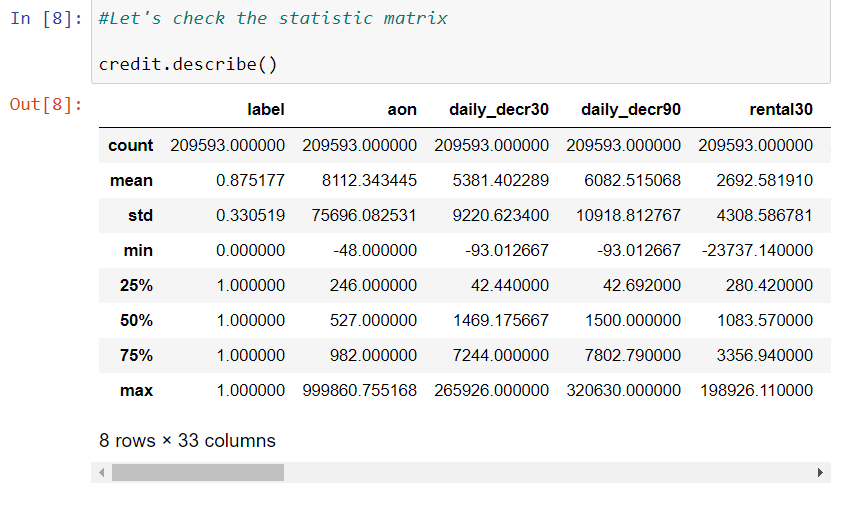 In [8]: #Let's check the statistic matrix
credit.describe()
Out[8]:
label aon daily_decr30 daily_decr90 rental30
count 209593.000000 209593.000000 209593.000000 209593.000000 209593.000000
mean 0.875177 8112.343445 5381.402289 6082.515068 2692.581910
std 0.330519 75696.082531 9220.623400 10918.812767 4308.586781
min 0.000000 -48.000000 -93.012667 -93.012667 -23737.140000
25% 1.000000 246.000000 42.440000 42.692000 280.420000
50% 1.000000 527.000000 1469.175667 1500.000000 1083.570000
75% 1.000000 982.000000 7244.000000 7802.790000 3356.940000
max 1.000000 999860.755168 265926.000000 320630.000000 198926.110000
8 rows × 33 columns